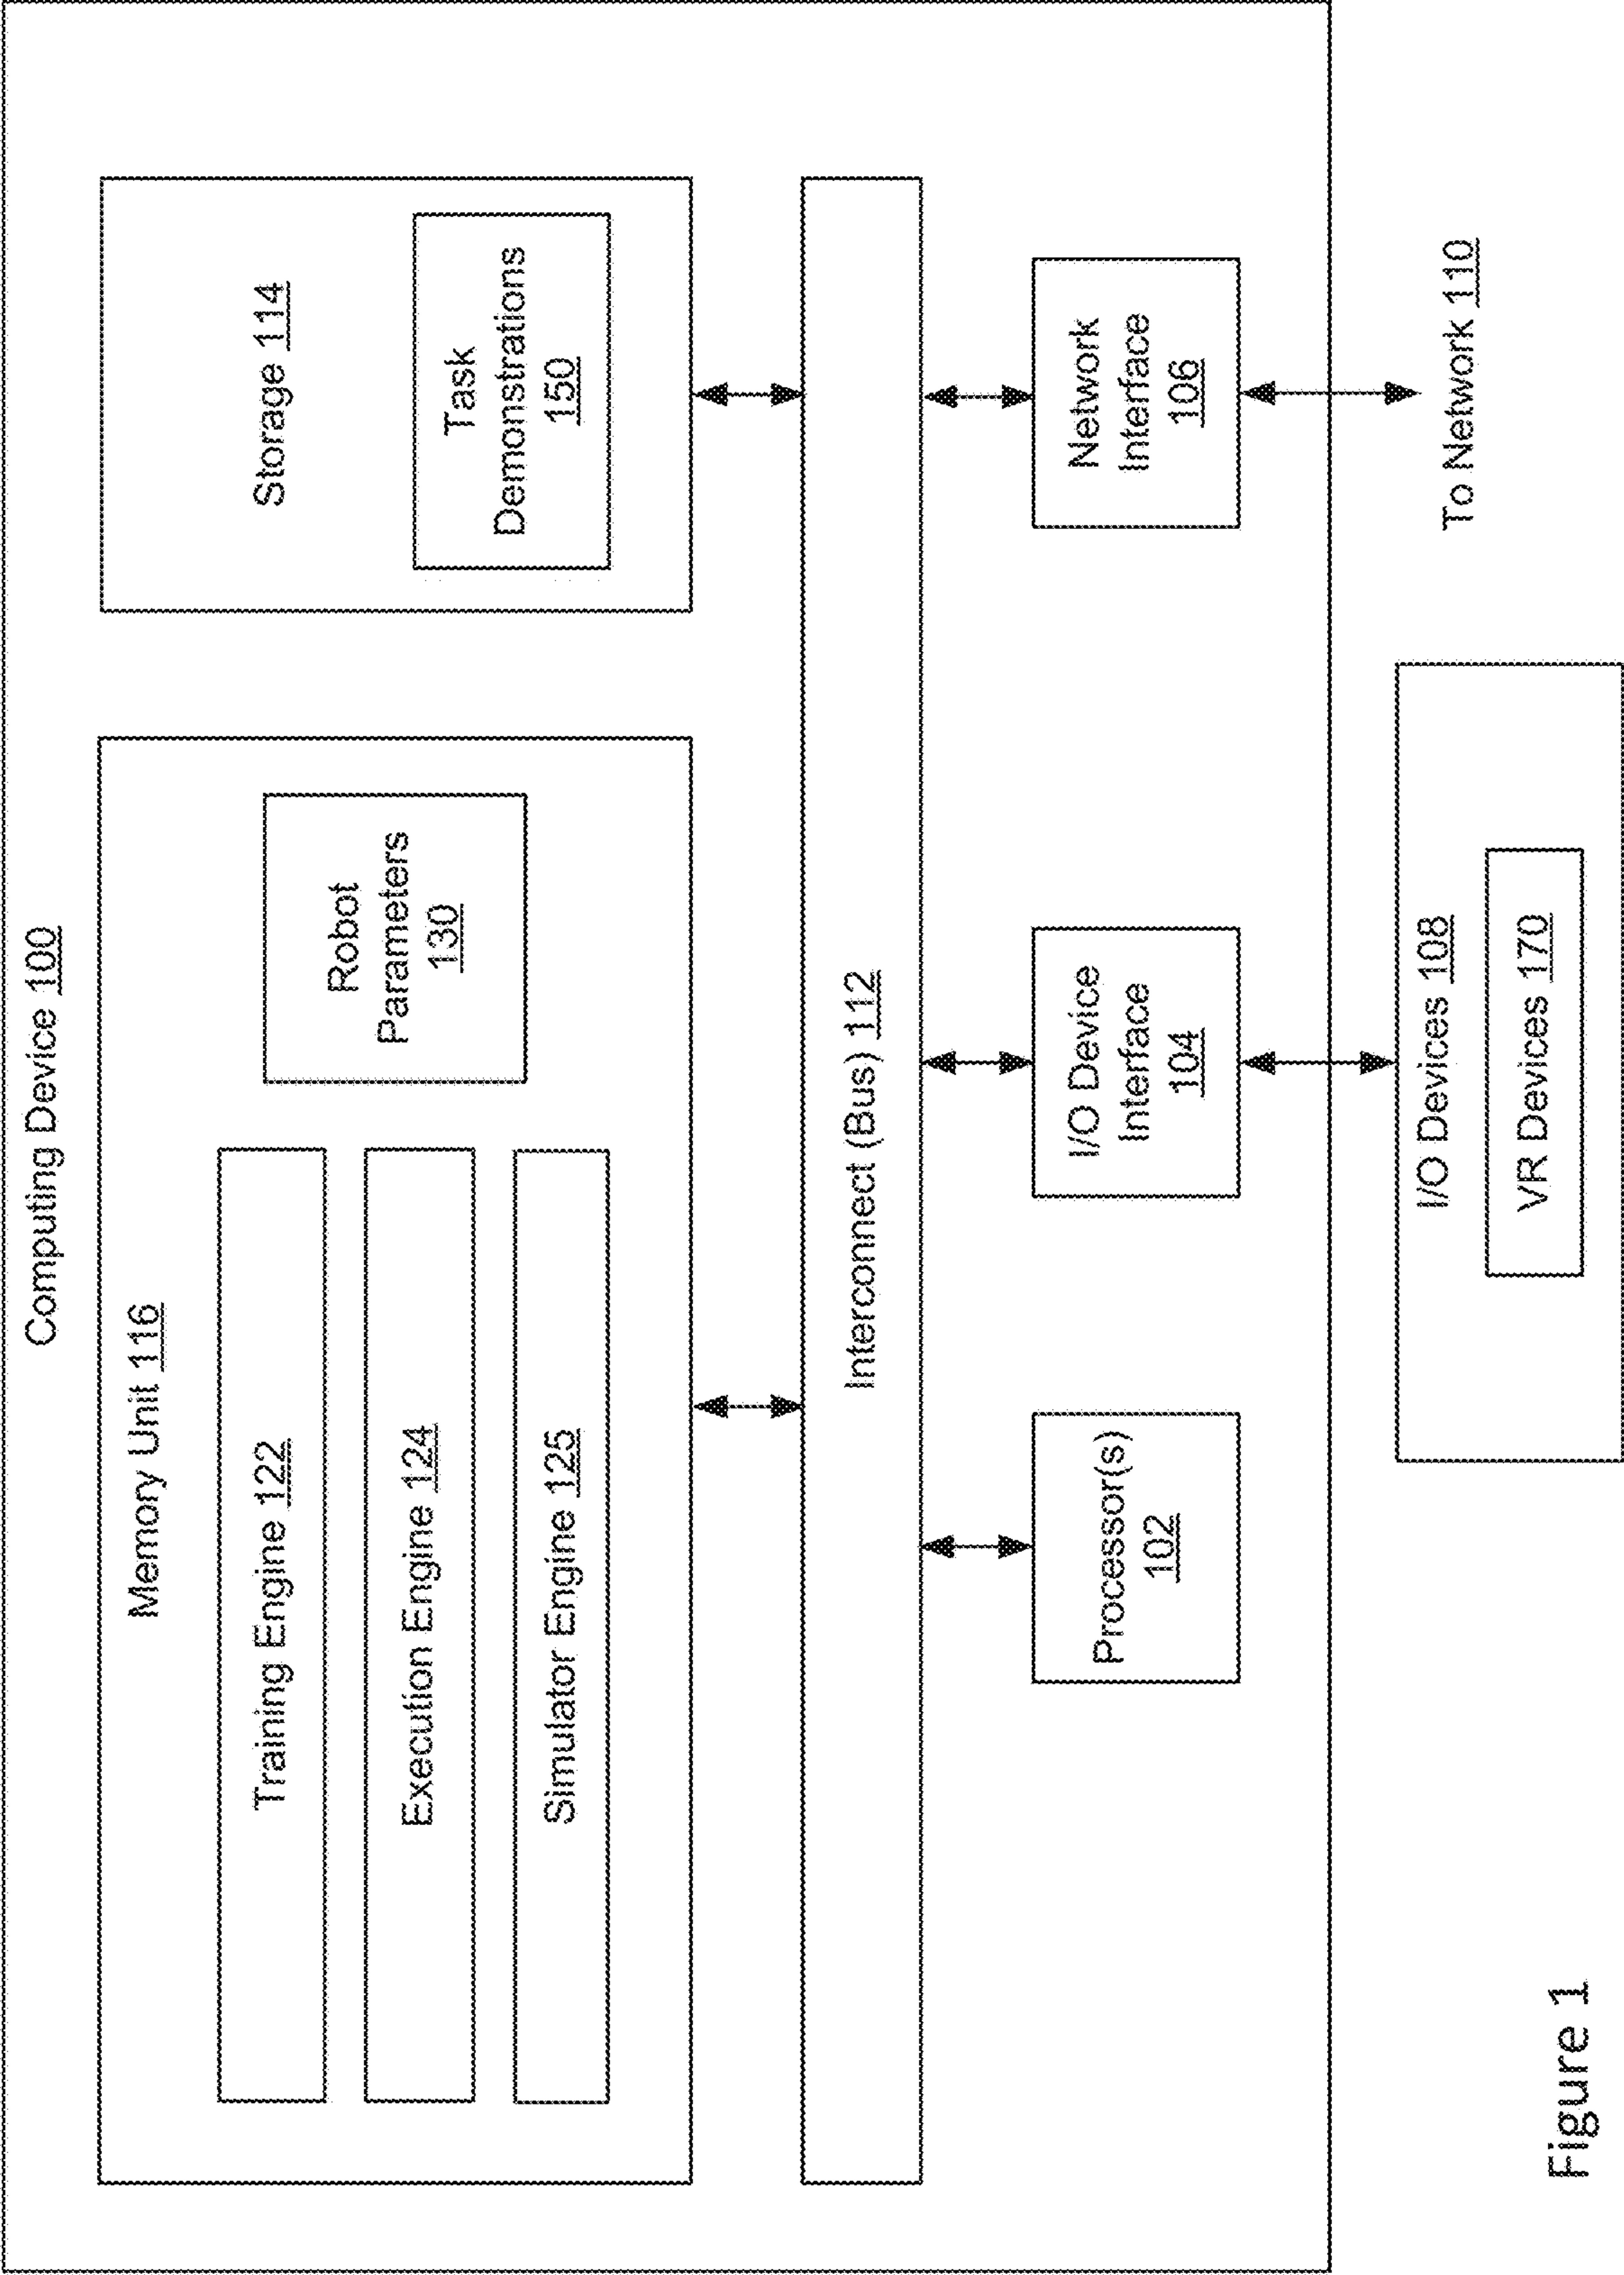 Computing Device 100
Memory Unit 116
Training Engine 122
Execution Engine 124
Simulator Engine 125
Robot
Parameters
130
Storage 114
Task
Demonstrations
150
Interconnect (Bus) 112
Processor(s)
102
I/O Device
Interface
104
Network
Interface
106
I/O Devices 108
VR Devices 170
To Network 110
Figure 1